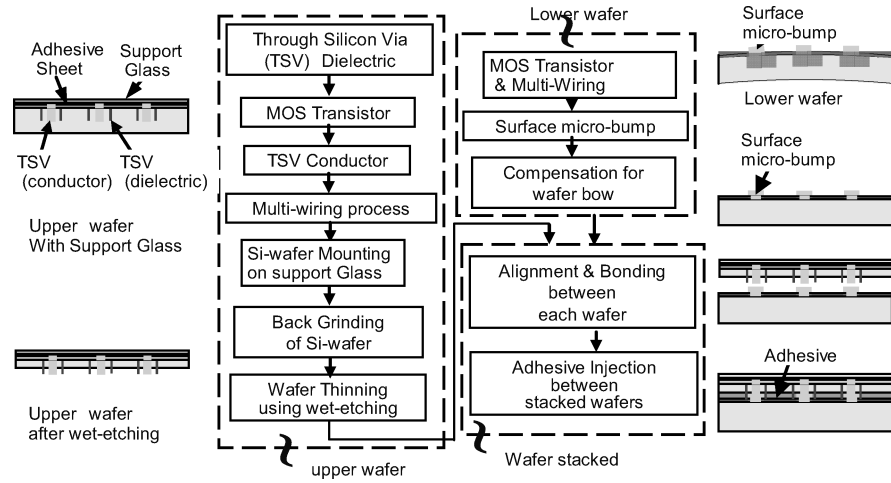 Adhesive
Sheet
Support
Glass
TSV
(conductor)
TSV
(dielectric)
Upper wafer
With Support Glass
Upper wafer
after wet-etching
Through Silicon Via
(TSV) Dielectric
MOS Transistor
TSV Conductor
Multi-wiring process
Si-wafer Mounting
on support Glass
Back Grinding
of Si-wafer
Wafer Thinning
using wet-etching
upper wafer
Lower wafer
MOS Transistor
& Multi-Wiring
Surface micro-bump
Compensation for
wafer bow
Alignment & Bonding
between
each wafer
Adhesive Injection
between
stacked wafers
Wafer stacked
Surface
micro-bump
Lower wafer
Surface
micro-bump
Adhesive